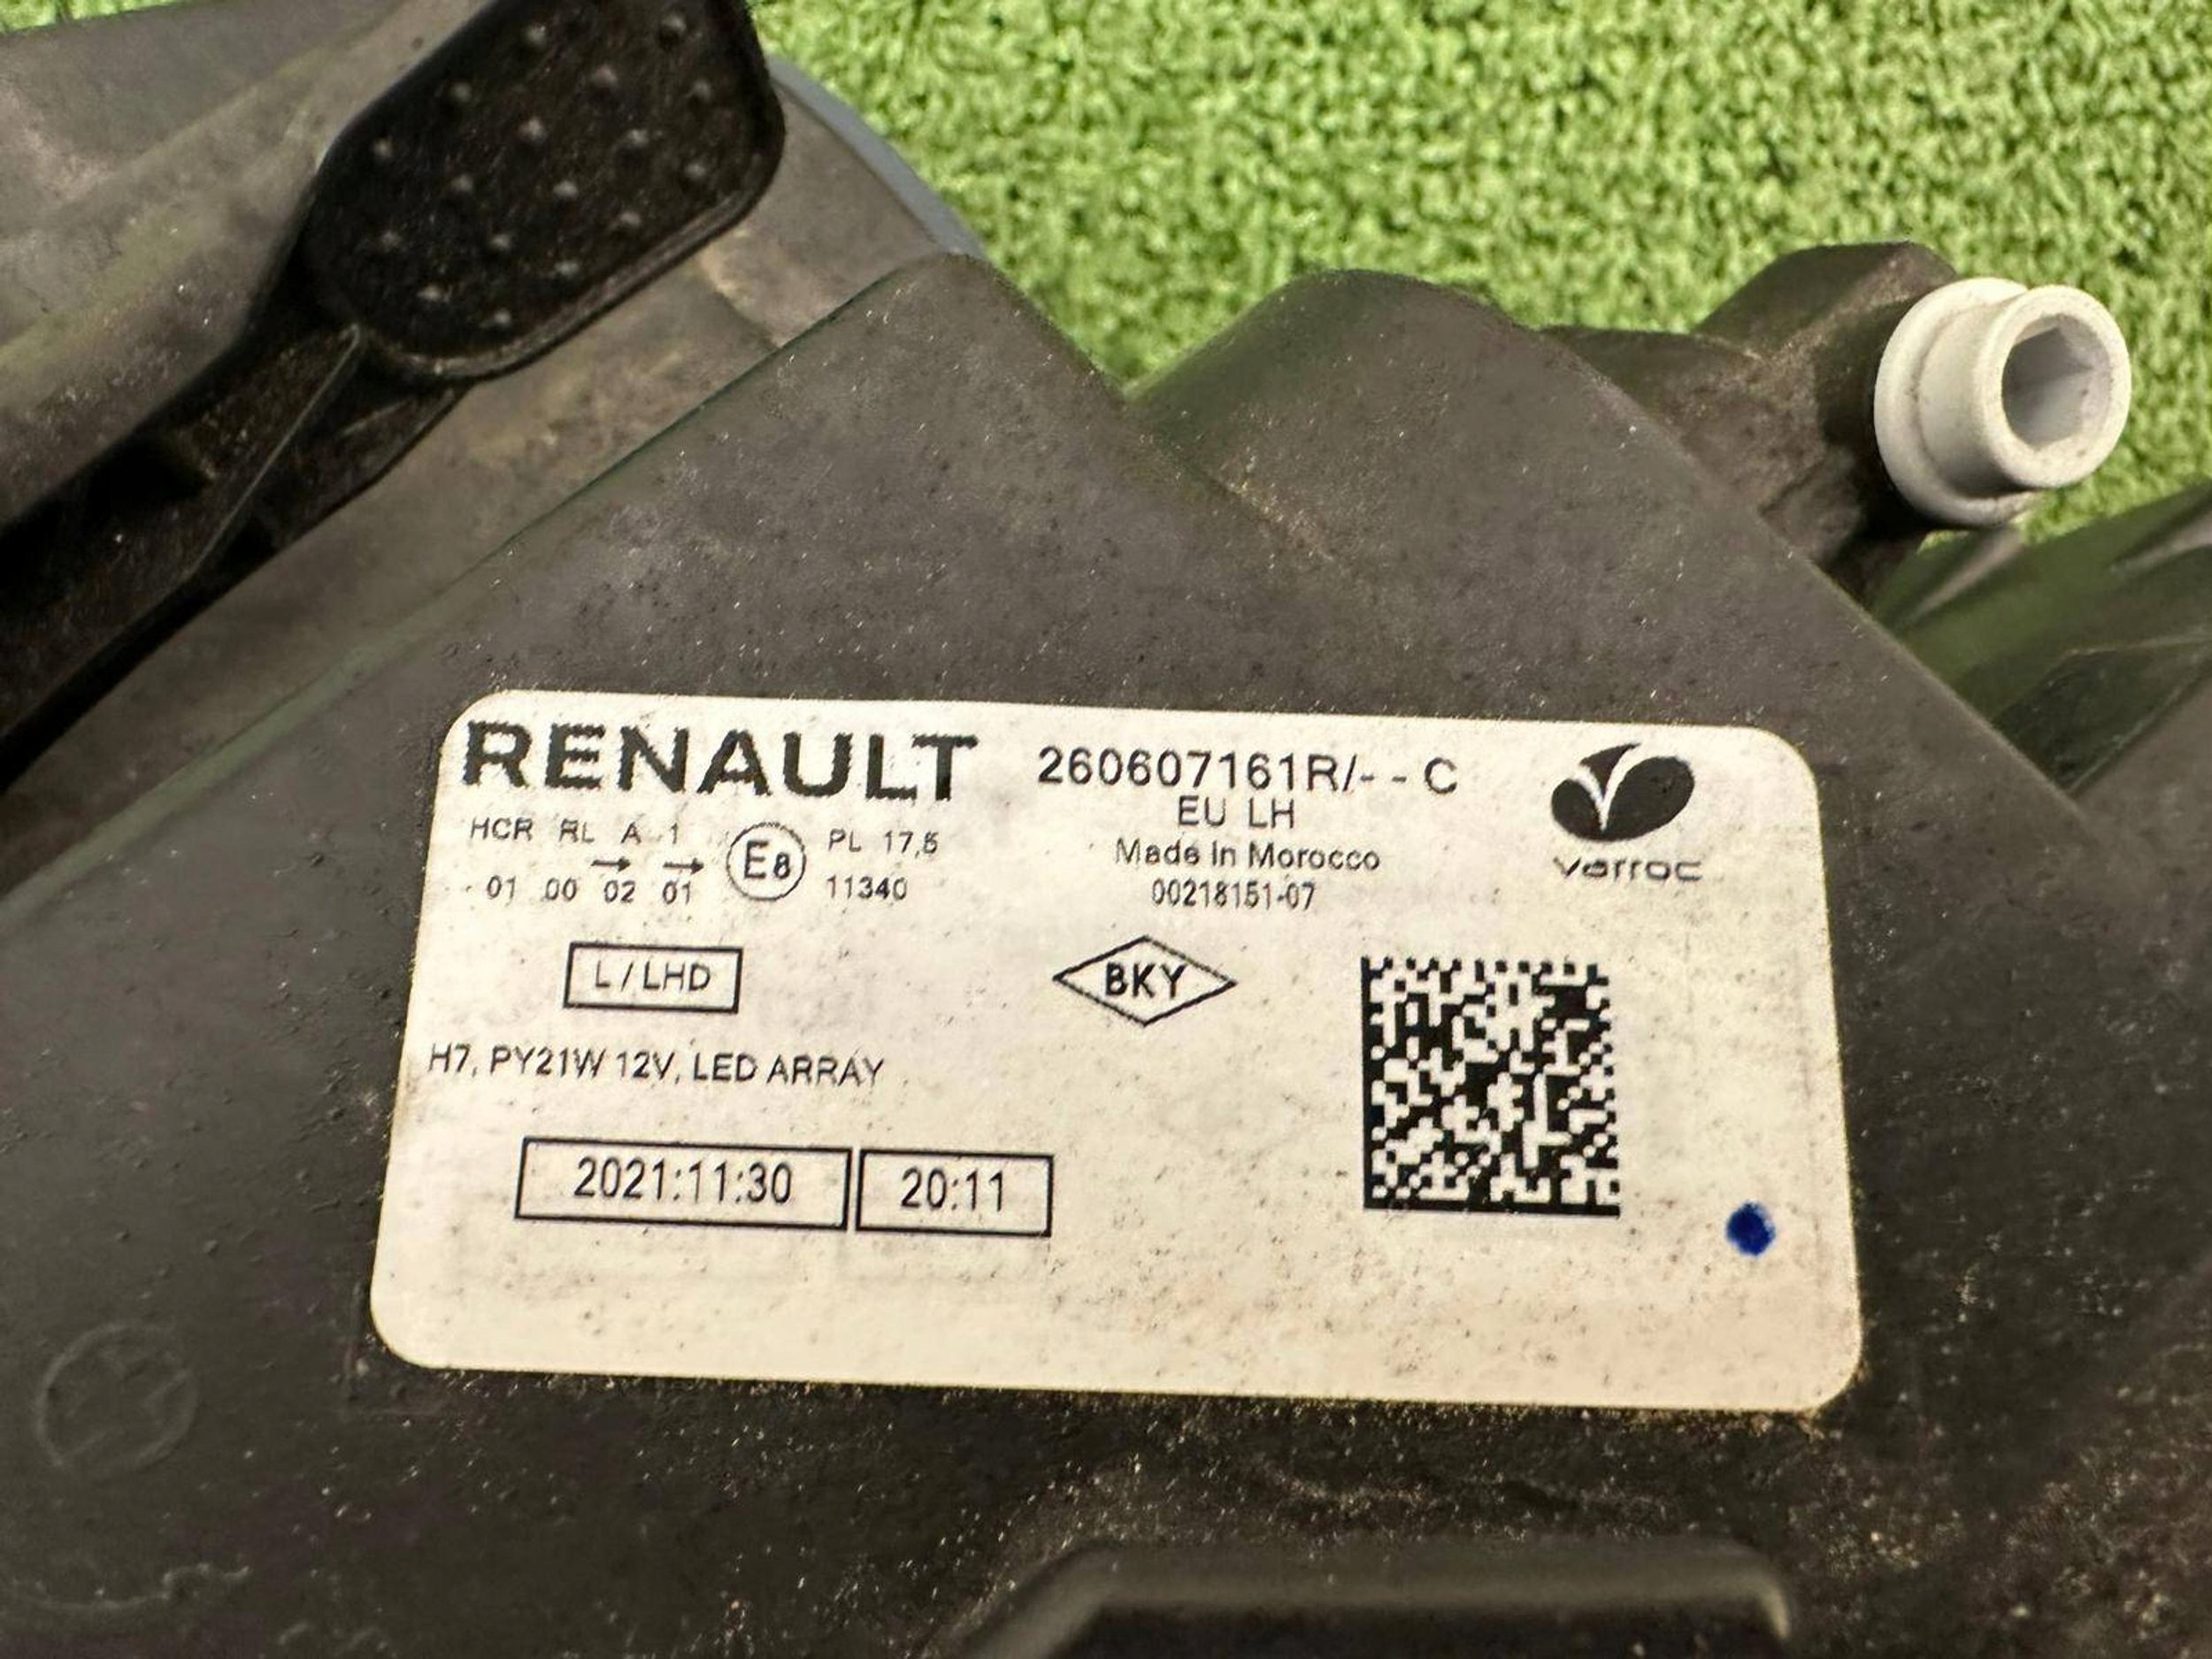 RENAULT 260607161R/- - C
EU LH
varroc
HCR RL A 1 E8 PL 17,5
→ →
01 00 02 01 11340
Made In Morocco
00218151-07
L / LHD
BKY
H7, PY21W 12V, LED ARRAY
2021:11:30 20:11